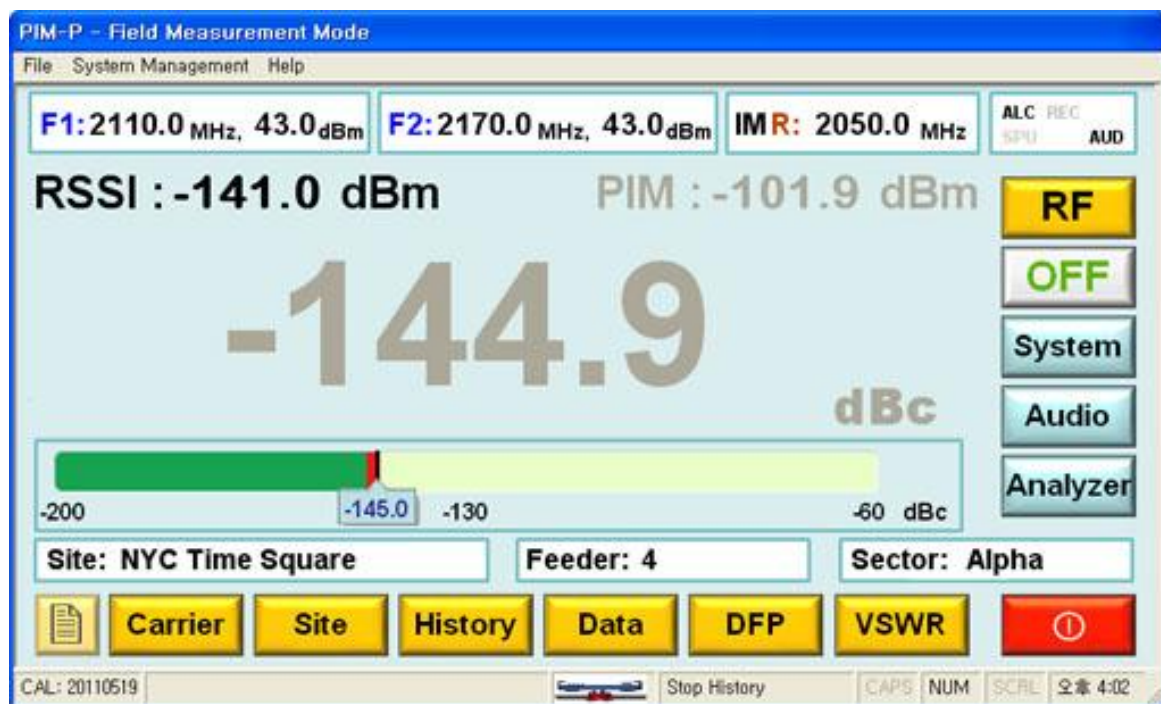 PIM-P - Field Measurement Mode
File System Management Help
F1: 2110.0 MHz, 43.0 dBm F2: 2170.0 MHz, 43.0 dBm IMR: 2050.0 MHz ALC REC
SPU AUD
RSSI : -141.0 dBm PIM : -101.9 dBm
RF
-144.9
dBc
OFF
System
Audio
Analyzer
-200 -145.0 -130 -60 dBc
Site: NYC Time Square Feeder: 4 Sector: Alpha
Carrier Site History Data DFP VSWR
CAL: 20110519 Stop History CAPS NUM SCRL 오후 4:02